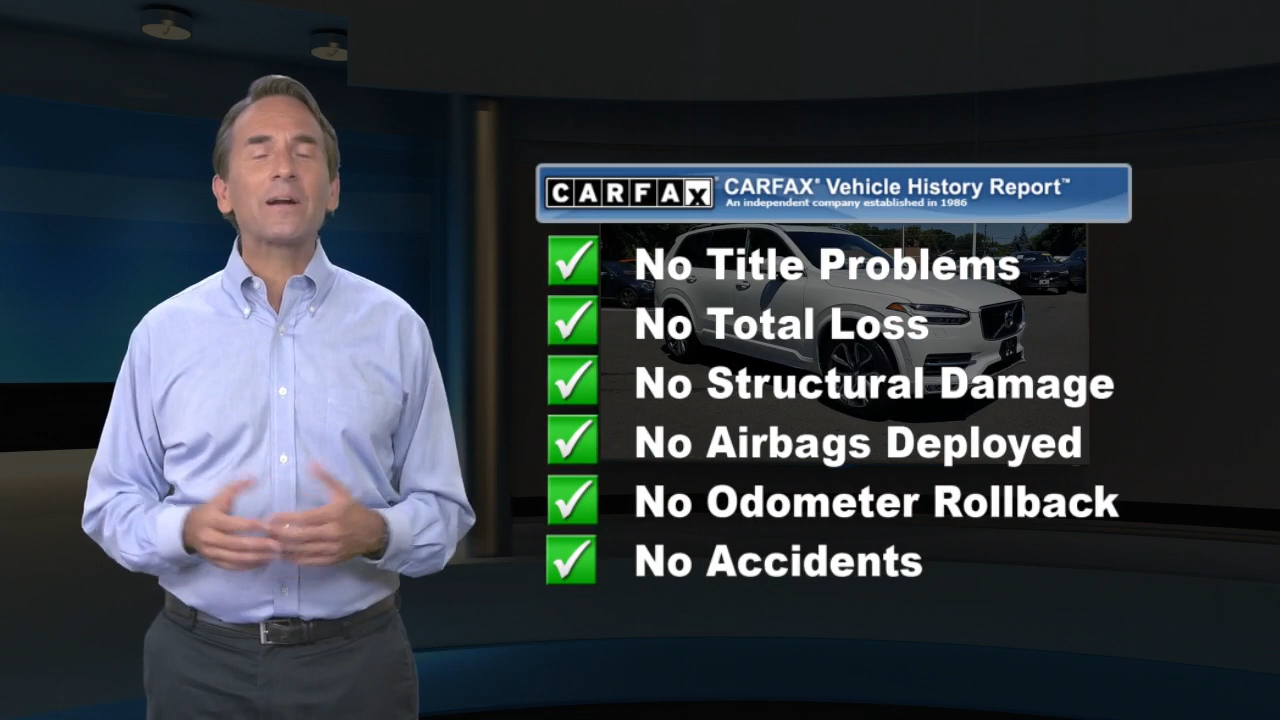 CARFAX® CARFAX® Vehicle History Report™
An independent company established in 1986
No Title Problems
No Total Loss
No Structural Damage
No Airbags Deployed
No Odometer Rollback
No Accidents